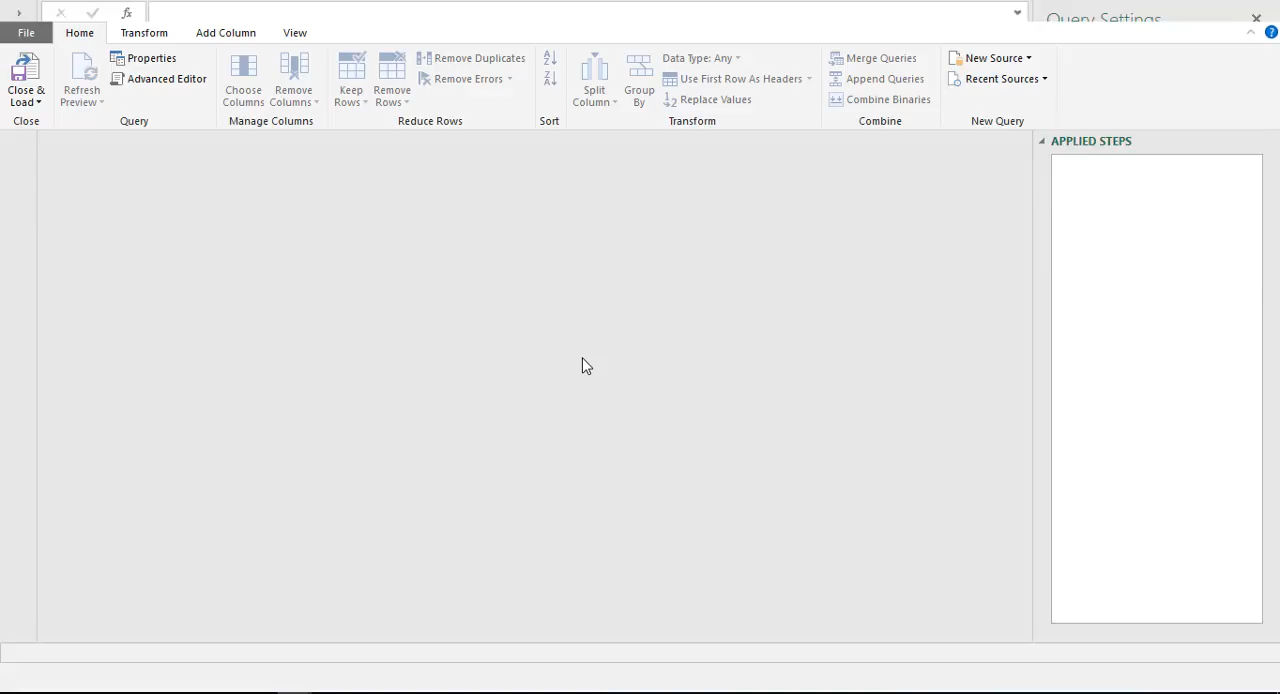 fx
Query Settings
File Home Transform Add Column View
Close & Load
Close
Refresh Preview
Properties
Advanced Editor
Query
Choose Columns
Remove Columns
Manage Columns
Keep Rows
Remove Rows
Remove Duplicates
Remove Errors
Reduce Rows
A Z
Z A
Sort
Split Column
Group By
Data Type: Any
Use First Row As Headers
1 2 Replace Values
Transform
Merge Queries
Append Queries
Combine Binaries
Combine
New Source
Recent Sources
New Query
APPLIED STEPS